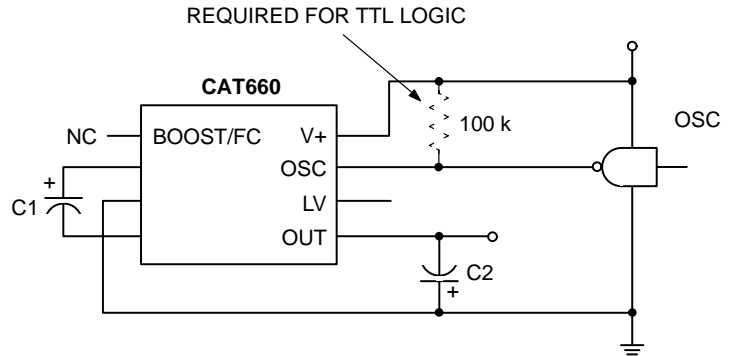 REQUIRED FOR TTL LOGIC
CAT660
NC
BOOST/FC
V+
100 k
OSC
OSC
+
C1
LV
OUT
C2
+